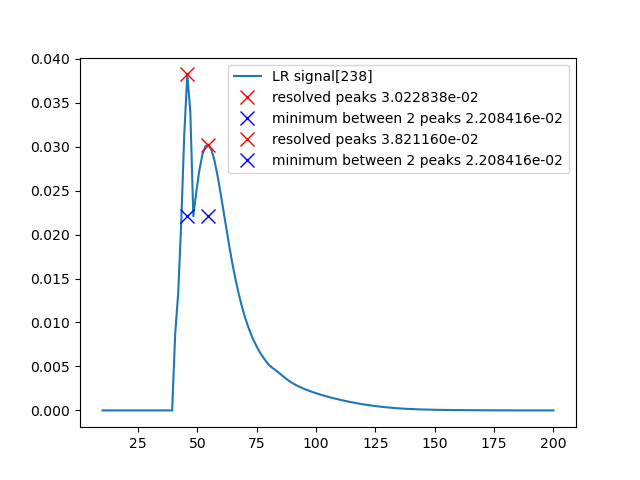 LR signal[238]
resolved peaks 3.022838e-02
minimum between 2 peaks 2.208416e-02
resolved peaks 3.821160e-02
minimum between 2 peaks 2.208416e-02
0.040
0.035
0.030
0.025
0.020
0.015
0.010
0.005
0.000
25 50 75 100 125 150 175 200